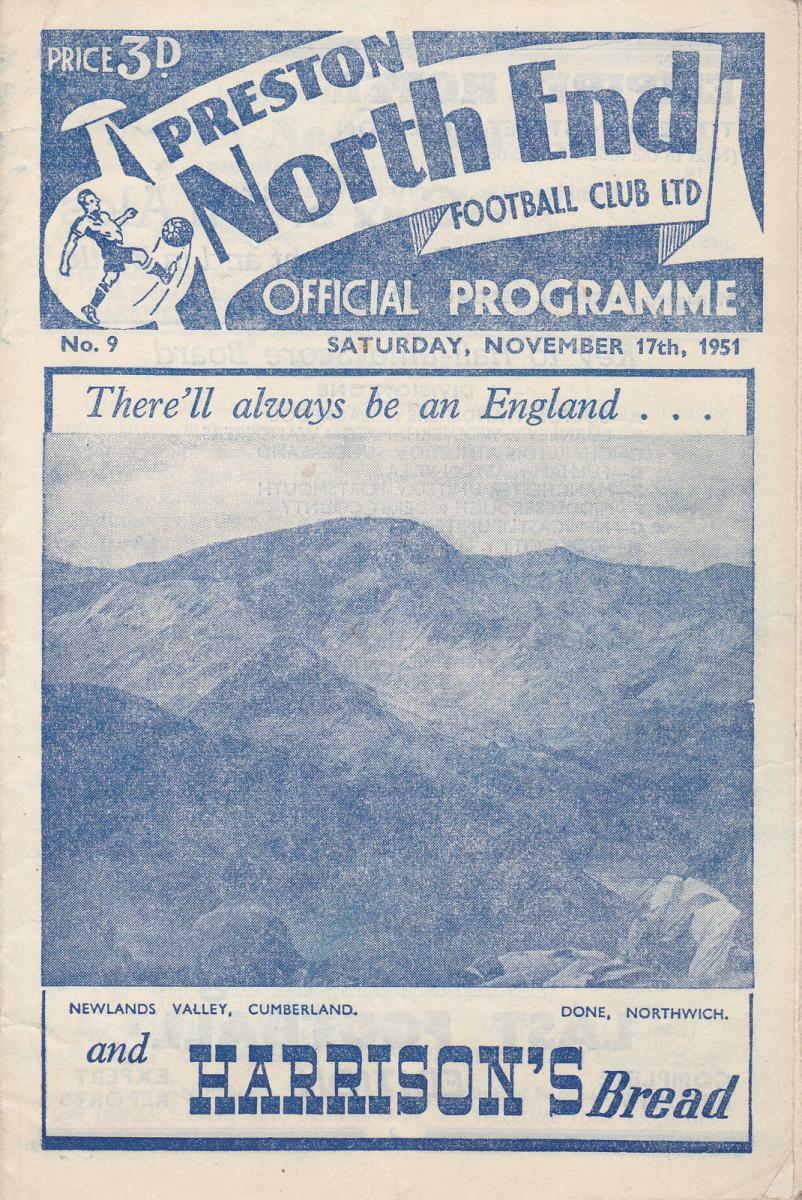 PRICE 3D
PRESTON
North End
FOOTBALL CLUB LTD
OFFICIAL PROGRAMME
No. 9 SATURDAY, NOVEMBER 17th, 1951
There'll always be an England . . .
NEWLANDS VALLEY, CUMBERLAND. DONE, NORTHWICH.
and HARRISON'S Bread